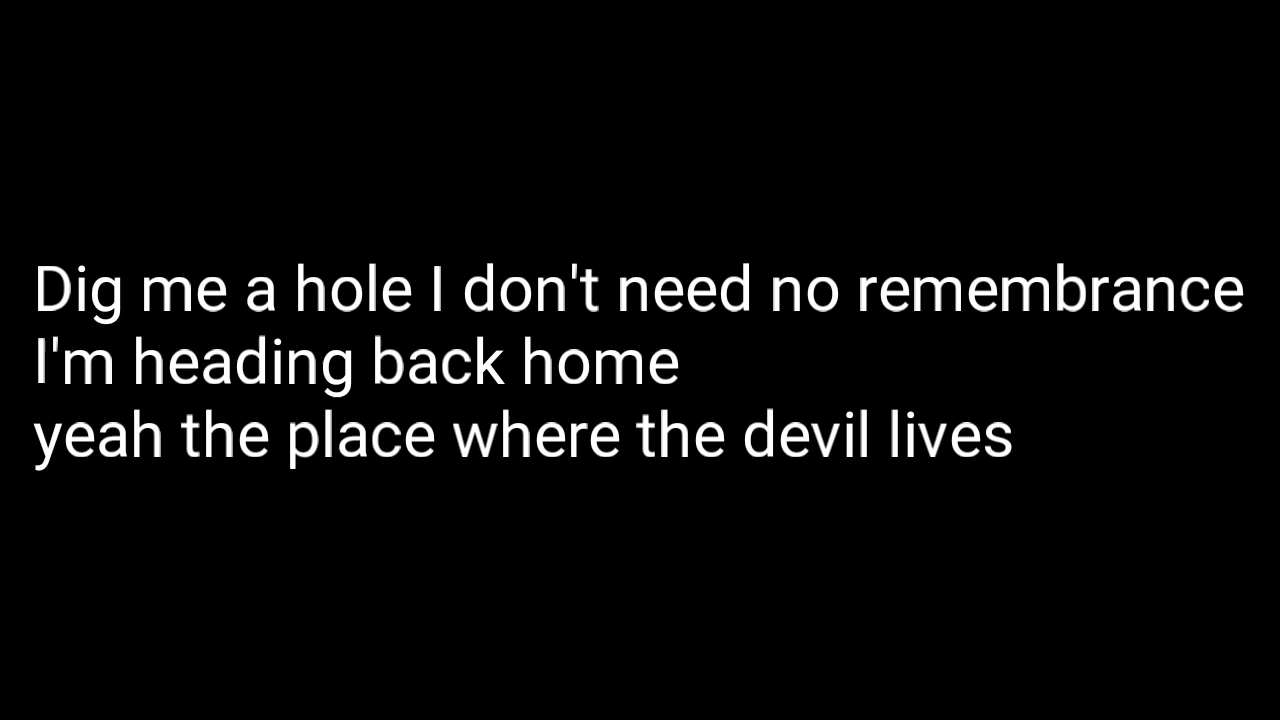 Dig me a hole I don't need no remembrance
I'm heading back home
yeah the place where the devil lives